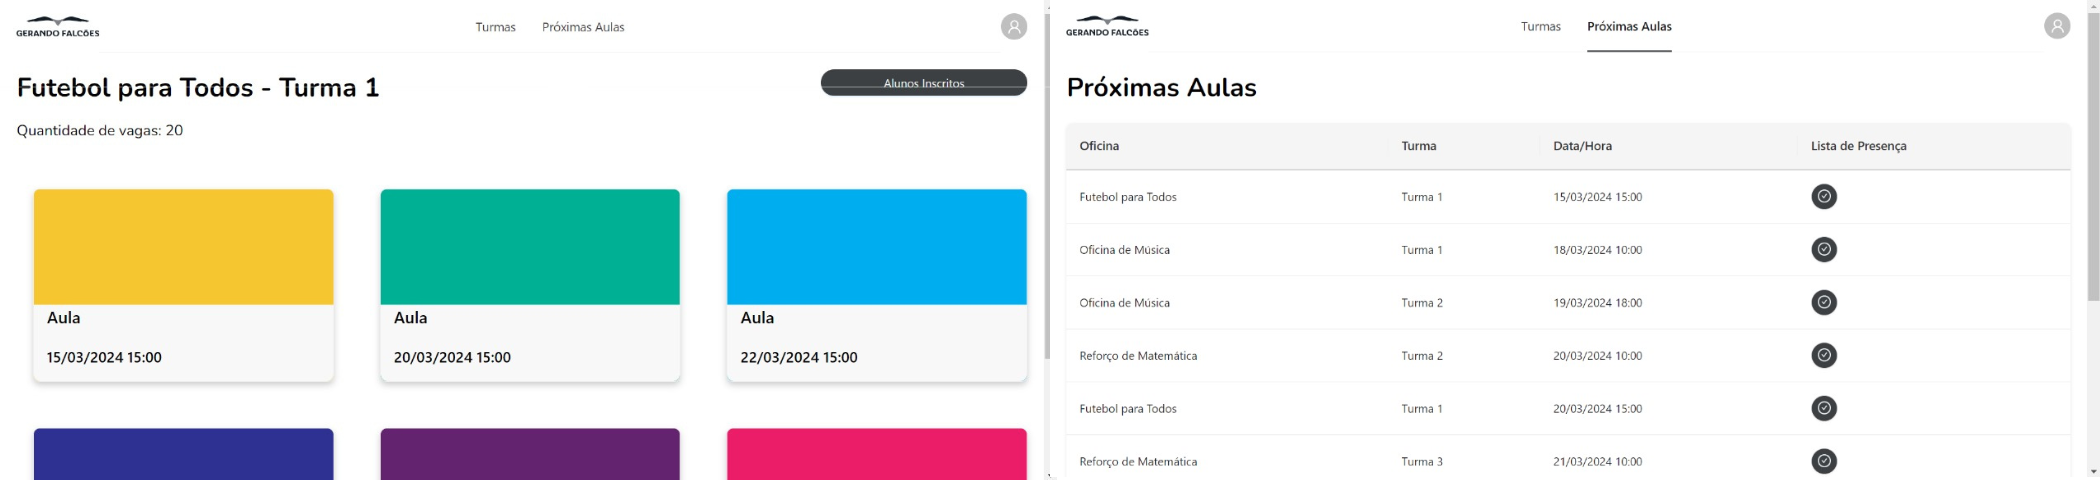 GERANDO FALCÕES
Turmas
Próximas Aulas
Futebol para Todos - Turma 1
Alunos Inscritos
Quantidade de vagas: 20
Aula
15/03/2024 15:00
Aula
20/03/2024 15:00
Aula
22/03/2024 15:00
GERANDO FALCÕES
Turmas
Próximas Aulas
Próximas Aulas
Oficina Turma Data/Hora Lista de Presença
Futebol para Todos Turma 1 15/03/2024 15:00
Oficina de Música Turma 1 18/03/2024 10:00
Oficina de Música Turma 2 19/03/2024 18:00
Reforço de Matemática Turma 2 20/03/2024 10:00
Futebol para Todos Turma 1 20/03/2024 15:00
Reforço de Matemática Turma 3 21/03/2024 10:00